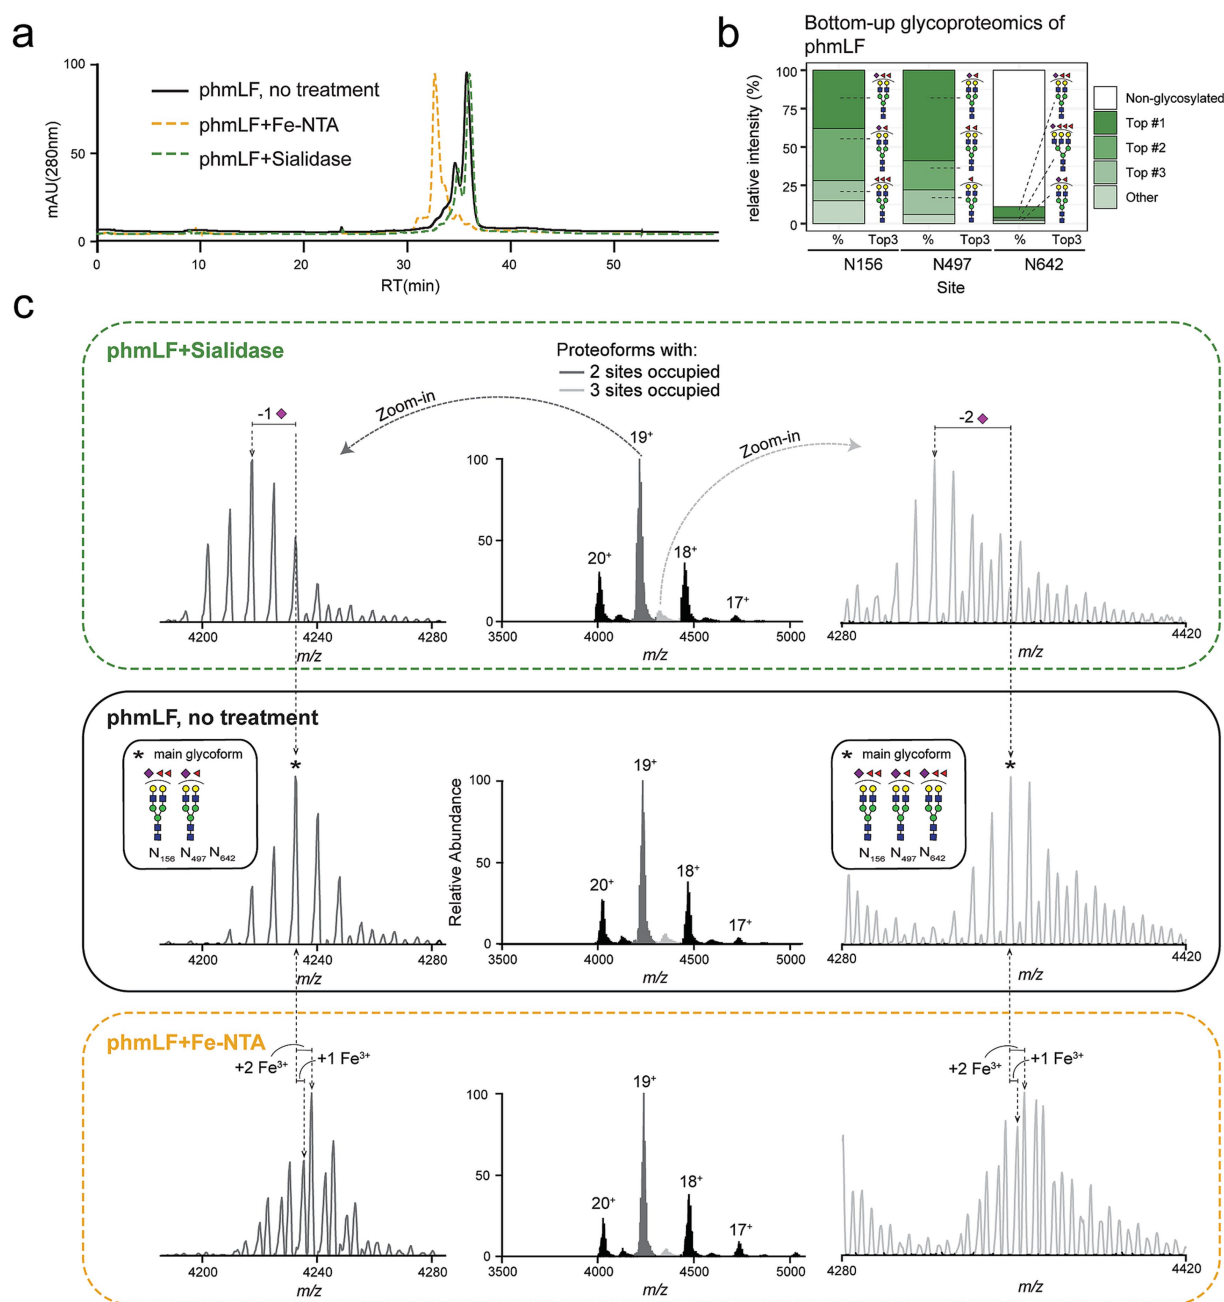 a
100
50
0
mAU(280nm)
phmLF, no treatment
phmLF+Fe-NTA
phmLF+Sialidase
0 10 20 30 40 50
RT(min)
b
Bottom-up glycoproteomics of
phmLF
relative intensity (%)
100
75
50
25
0
Non-glycosylated
Top #1
Top #2
Top #3
Other
% Top3 % Top3 % Top3
N156 N497 N642
Site
c
phmLF+Sialidase
Proteoforms with:
2 sites occupied
3 sites occupied
-1
Zoom-in
Zoom-in
-2
100
50
0
20+ 19+ 18+ 17+
4200 4240 4280
m/z
3500 4000 4500 5000
m/z
4280 4420
m/z
phmLF, no treatment
* main glycoform
N156 N497 N642
*
Relative Abundance
100
50
0
20+ 19+ 18+ 17+
* main glycoform
N156 N497 N642
*
4200 4240 4280
m/z
3500 4000 4500 5000
m/z
4280 4420
m/z
phmLF+Fe-NTA
+2 Fe3+ +1 Fe3+
100
50
0
20+ 19+ 18+ 17+
+2 Fe3+ +1 Fe3+
4200 4240 4280
m/z
3500 4000 4500 5000
m/z
4280 4420
m/z